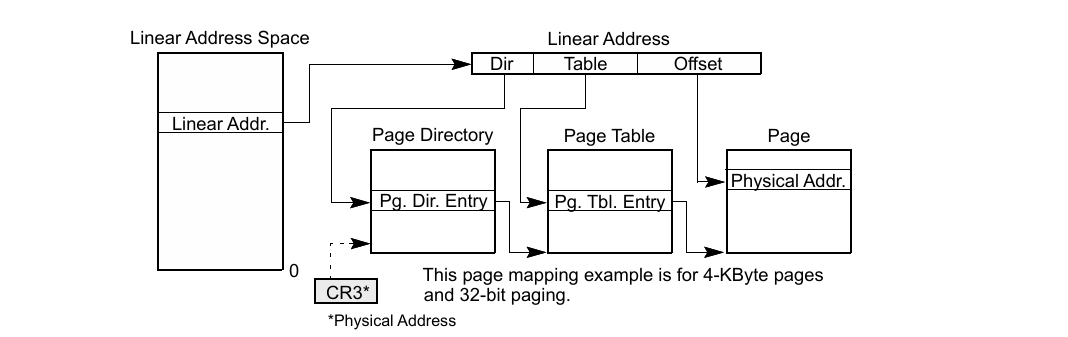 Linear Address Space
Linear Address
Dir Table Offset
Linear Addr.
Page Directory Page Table Page
Physical Addr.
Pg. Dir. Entry Pg. Tbl. Entry
0
This page mapping example is for 4-KByte pages
and 32-bit paging.
CR3*
*Physical Address